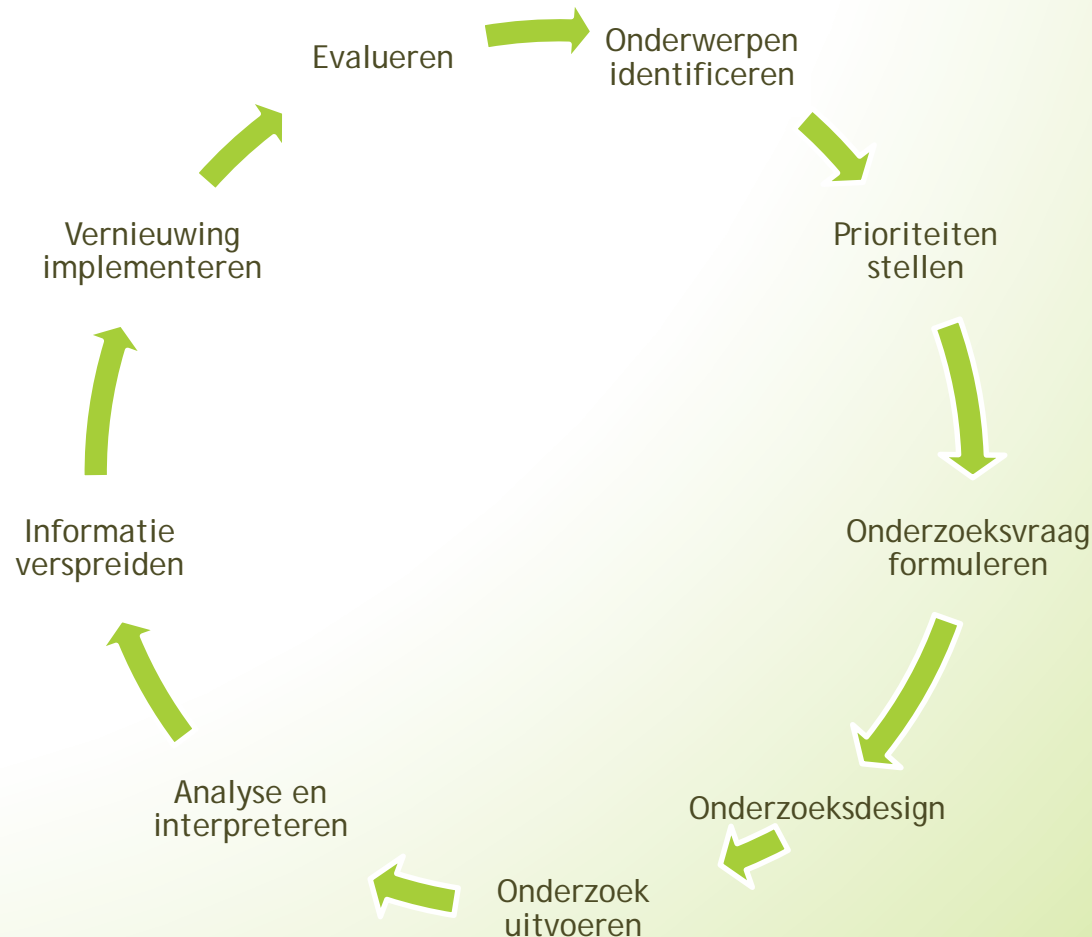 Onderwerpen
identificeren
Prioriteiten
stellen
Onderzoeksvraag
formuleren
Onderzoeksdesign
Onderzoek
uitvoeren
Analyse en
interpreteren
Informatie
verspreiden
Vernieuwing
implementeren
Evalueren